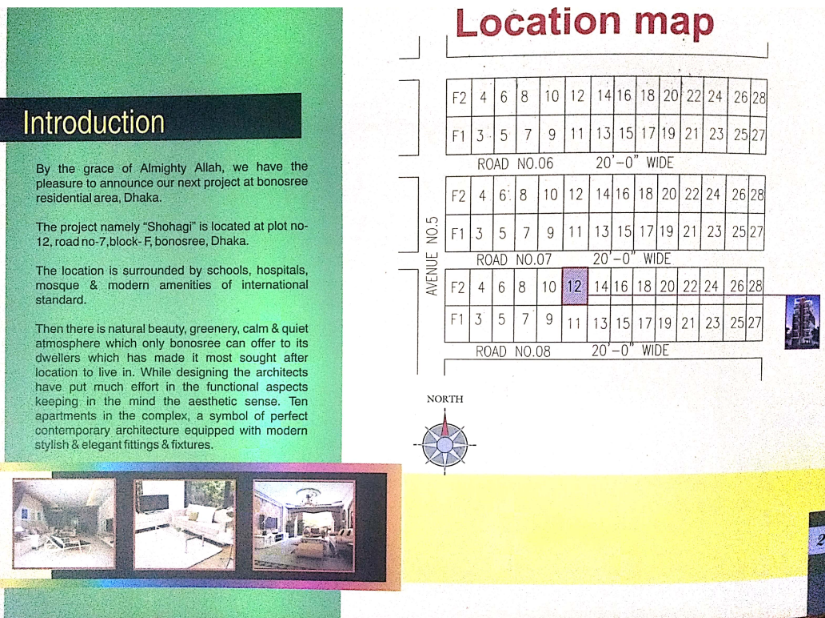 Introduction
By the grace of Almighty Allah, we have the
pleasure to announce our next project at bonosree
residential area, Dhaka.
The project namely “Shohagi” is located at plot no-
12, road no-7,block- F, bonosree, Dhaka.
The location is surrounded by schools, hospitals,
mosque & modern amenities of international
standard.
Then there is natural beauty, greenery, calm & quiet
atmosphere which only bonosree can offer to its
dwellers which has made it most sought after
location to live in. While designing the architects
have put much effort in the functional aspects
keeping in the mind the aesthetic sense. Ten
apartments in the complex, a symbol of perfect
contemporary architecture equipped with modern
stylish & elegant fittings & fixtures.
Location map
F2 4 6 8 10 12 14 16 18 20 22 24 26 28
F1 3 5 7 9 11 13 15 17 19 21 23 25 27
ROAD NO.06 20'-0" WIDE
F2 4 6 8 10 12 14 16 18 20 22 24 26 28
F1 3 5 7 9 11 13 15 17 19 21 23 25 27
AVENUE NO.5
ROAD NO.07 20'-0" WIDE
F2 4 6 8 10 12 14 16 18 20 22 24 26 28
F1 3 5 7 9 11 13 15 17 19 21 23 25 27
ROAD NO.08 20'-0" WIDE
NORTH
2